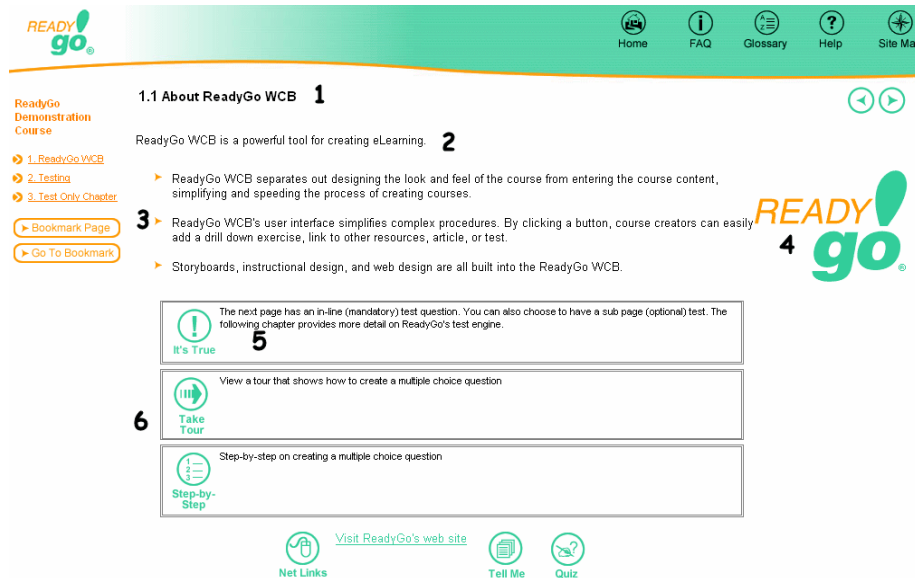 READY
go®
Home
FAQ
Glossary
Help
Site Ma
ReadyGo
Demonstration
Course
1. ReadyGo WCB
2. Testing
3. Test Only Chapter
Bookmark Page
Go To Bookmark
1.1 About ReadyGo WCB 1
ReadyGo WCB is a powerful tool for creating eLearning. 2
ReadyGo WCB separates out designing the look and feel of the course from entering the course content,
simplifying and speeding the process of creating courses.
3 ReadyGo WCB's user interface simplifies complex procedures. By clicking a button, course creators can easily
add a drill down exercise, link to other resources, article, or test.
Storyboards, instructional design, and web design are all built into the ReadyGo WCB.
READY
4 go®
The next page has an in-line (mandatory) test question. You can also choose to have a sub page (optional) test. The
following chapter provides more detail on ReadyGo's test engine.
It's True
5
View a tour that shows how to create a multiple choice question
6 Take
Tour
Step-by-step on creating a multiple choice question
1
2
3
Step-by-
Step
Visit ReadyGo's web site
Net Links
Tell Me
Quiz